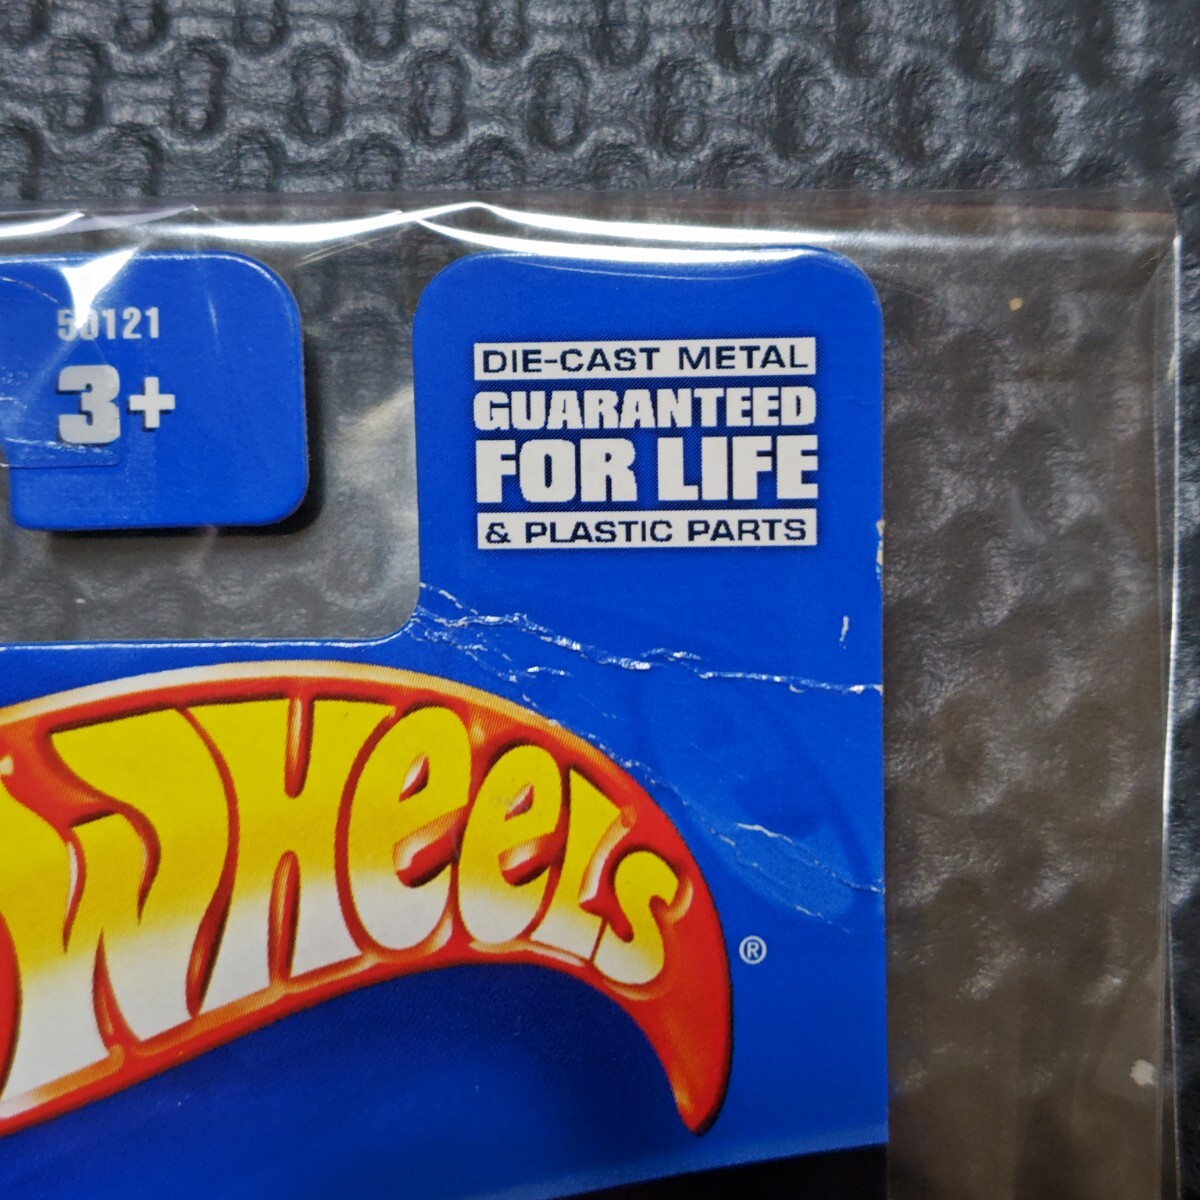 50121
3+
DIE-CAST METAL
GUARANTEED
FOR LIFE
& PLASTIC PARTS
WHEELS
®